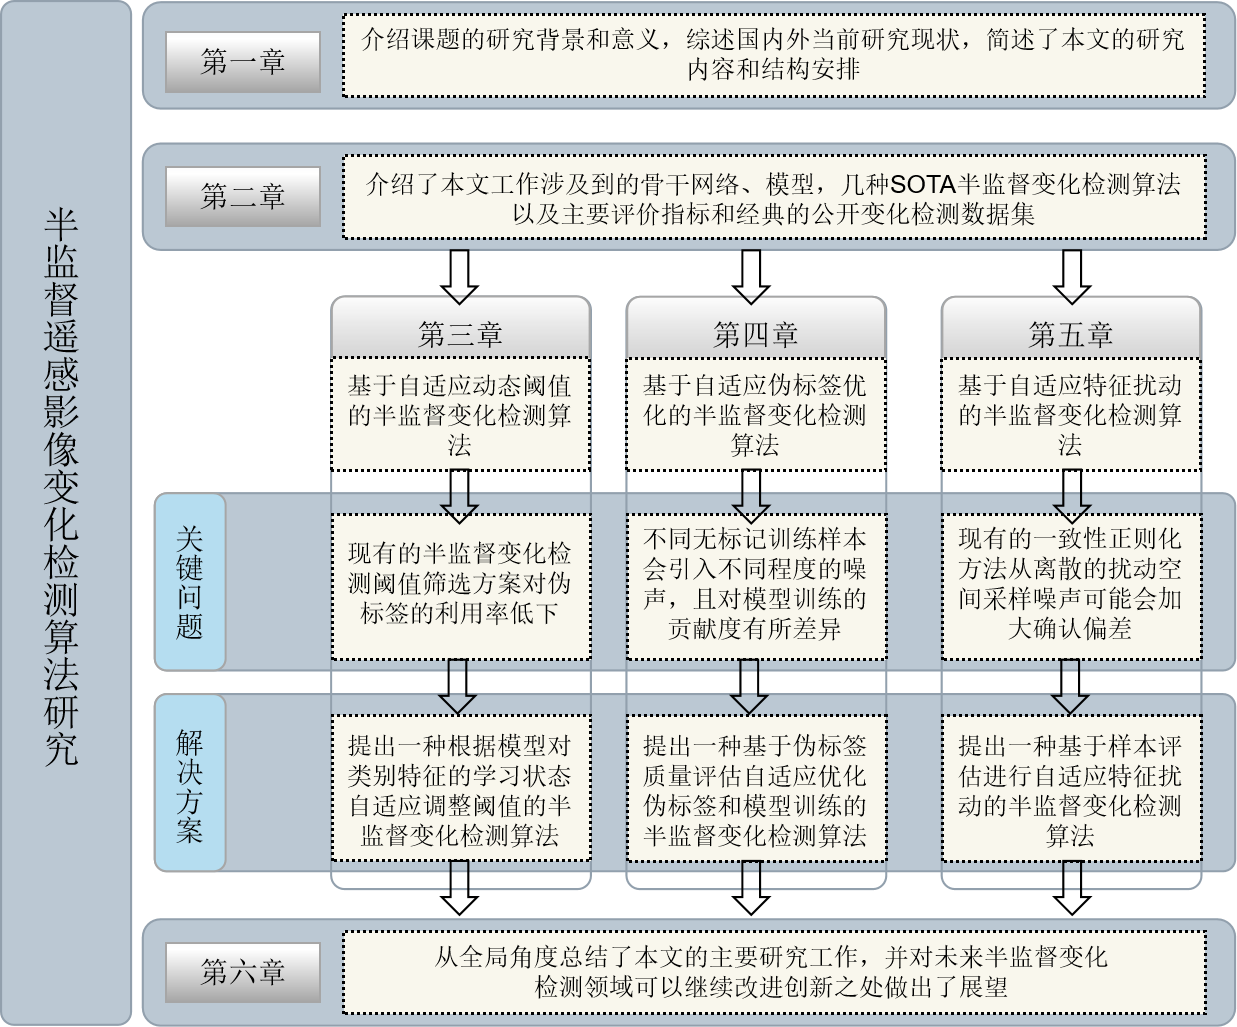 半监督遥感影像变化检测算法研究
第一章
介绍课题的研究背景和意义，综述国内外当前研究现状，简述了本文的研究
内容和结构安排
第二章
介绍了本文工作涉及到的骨干网络、模型，几种SOTA半监督变化检测算法
以及主要评价指标和经典的公开变化检测数据集
第三章
基于自适应动态阈值
的半监督变化检测算
法
第四章
基于自适应伪标签优
化的半监督变化检测
算法
第五章
基于自适应特征扰动
的半监督变化检测算
法
关键问题
现有的半监督变化检
测阈值筛选方案对伪
标签的利用率低下
不同无标记训练样本
会引入不同程度的噪
声，且对模型训练的
贡献度有所差异
现有的一致性正则化
方法从离散的扰动空
间采样噪声可能会加
大确认偏差
解决方案
提出一种根据模型对
类别特征的学习状态
自适应调整阈值的半
监督变化检测算法
提出一种基于伪标签
质量评估自适应优化
伪标签和模型训练的
半监督变化检测算法
提出一种基于样本评
估进行自适应特征扰
动的半监督变化检测
算法
第六章
从全局角度总结了本文的主要研究工作，并对未来半监督变化
检测领域可以继续改进创新之处做出了展望